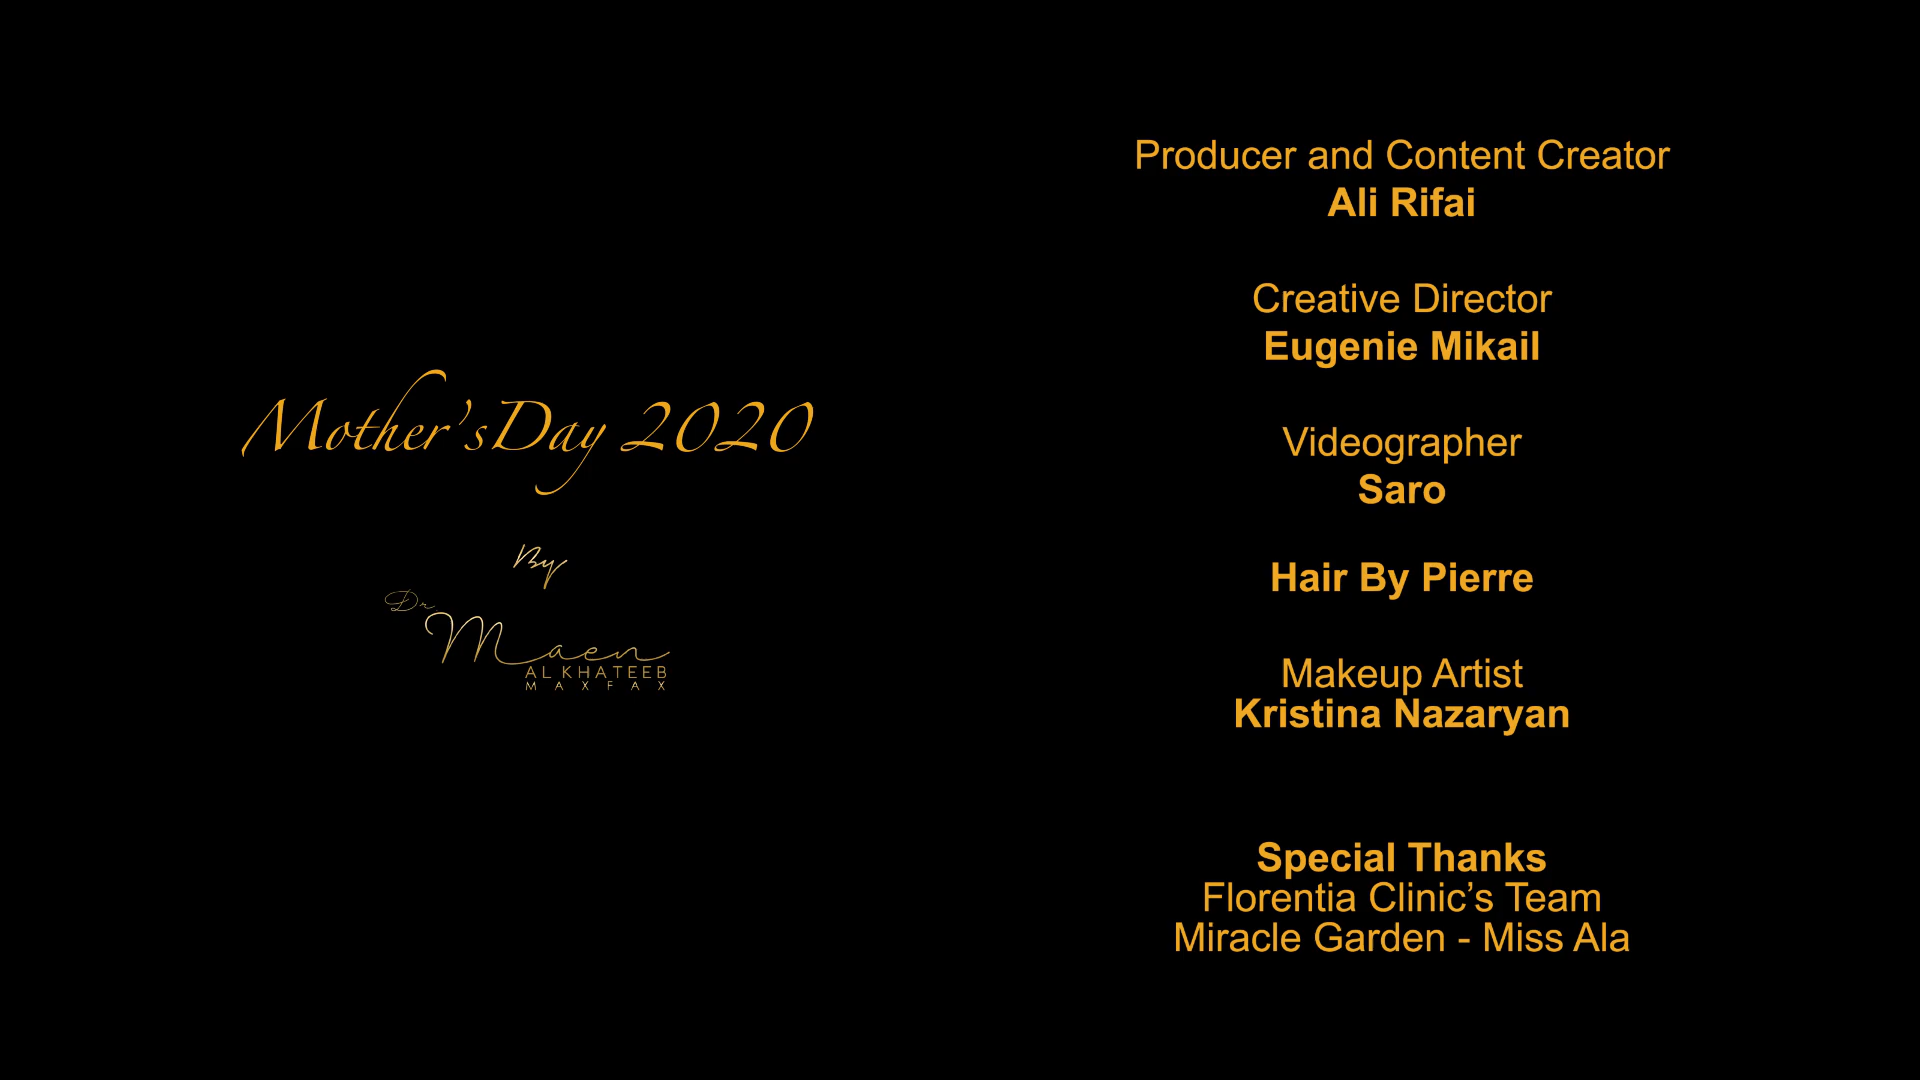 Mother's Day 2020
By
Dr
Maen
AL KHATEEB
MAXFAX
Producer and Content Creator
Ali Rifai
Creative Director
Eugenie Mikail
Videographer
Saro
Hair By Pierre
Makeup Artist
Kristina Nazaryan
Special Thanks
Florentia Clinic’s Team
Miracle Garden - Miss Ala